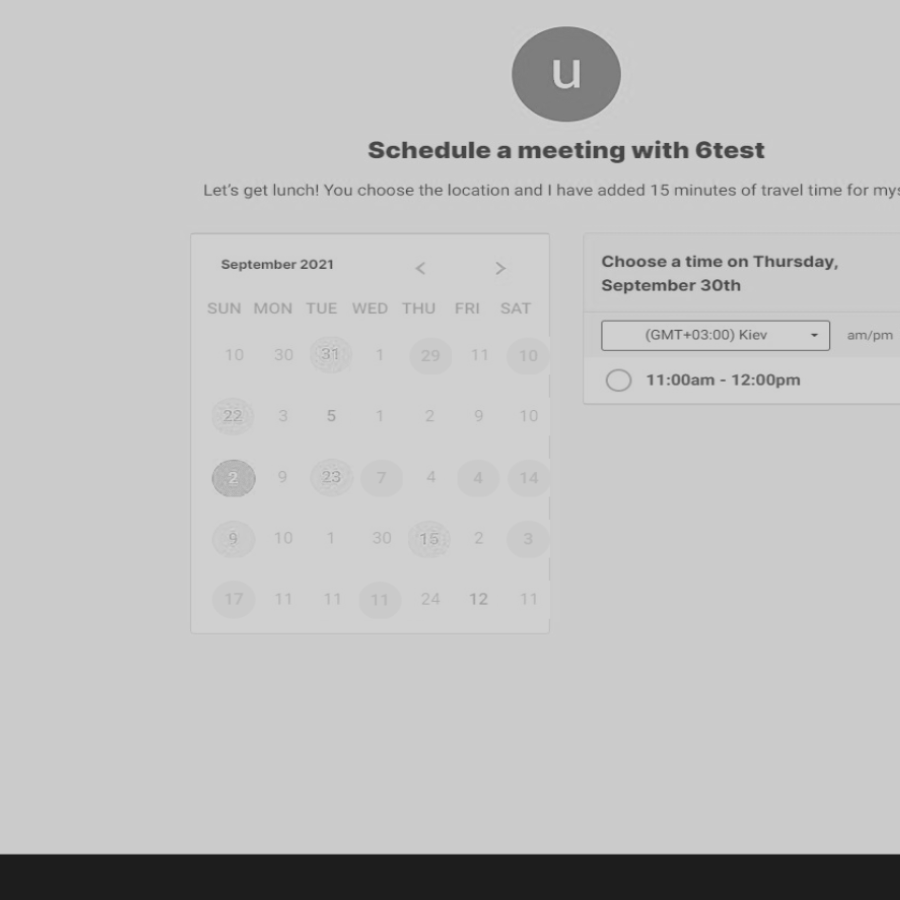 u
Schedule a meeting with 6test
Let's get lunch! You choose the location and I have added 15 minutes of travel time for mys
September 2021 < >
SUN MON TUE WED THU FRI SAT
10 30 31 1 29 11 10
22 3 5 1 2 9 10
2 9 23 7 4 4 14
9 10 1 30 15 2 3
17 11 11 11 24 12 11
Choose a time on Thursday,
September 30th
(GMT+03:00) Kiev am/pm
11:00am - 12:00pm